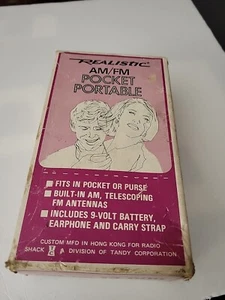 REALISTIC
AM/FM
POCKET
PORTABLE
■ FITS IN POCKET OR PURSE
■ BUILT-IN AM, TELESCOPING
FM ANTENNAS
■ INCLUDES 9-VOLT BATTERY,
EARPHONE AND CARRY STRAP
CUSTOM MFD IN HONG KONG FOR RADIO
SHACK A DIVISION OF TANDY CORPORATION